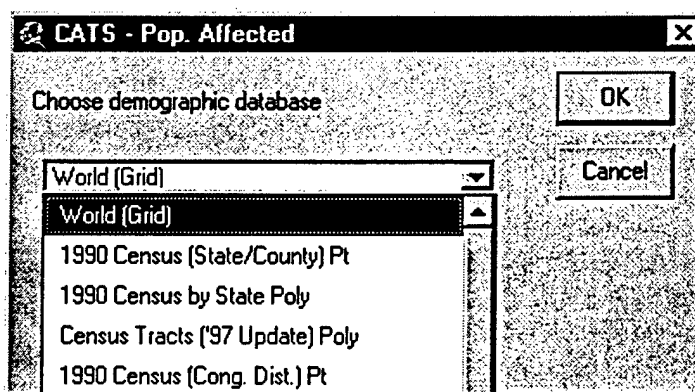 CATS - Pop. Affected
Choose demographic database
OK
World (Grid)
Cancel
World (Grid)
1990 Census (State/County) Pt
1990 Census by State Poly
Census Tracts ('97 Update) Poly
1990 Census (Cong. Dist.) Pt